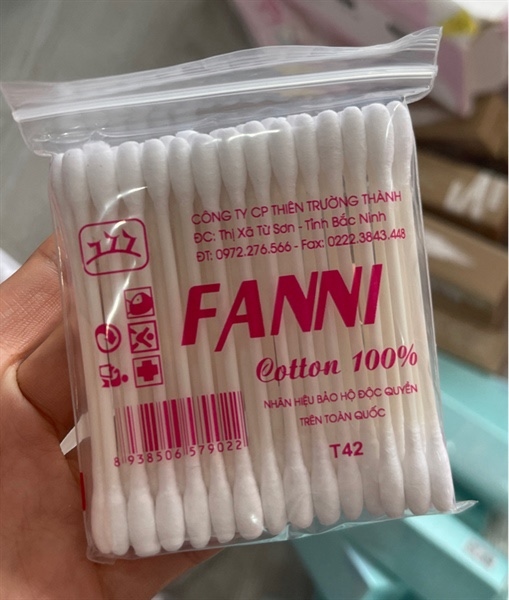 CÔNG TY CP THIÊN TRƯỜNG THÀNH
ĐC: Thị Xã Từ Sơn - Tỉnh Bắc Ninh
ĐT: 0972.276.566 - Fax: 0222.3843.448
FANNI
Cotton 100%
NHÃN HIỆU BẢO HỘ ĐỘC QUYỀN
TRÊN TOÀN QUỐC
T42
8 938506 579022